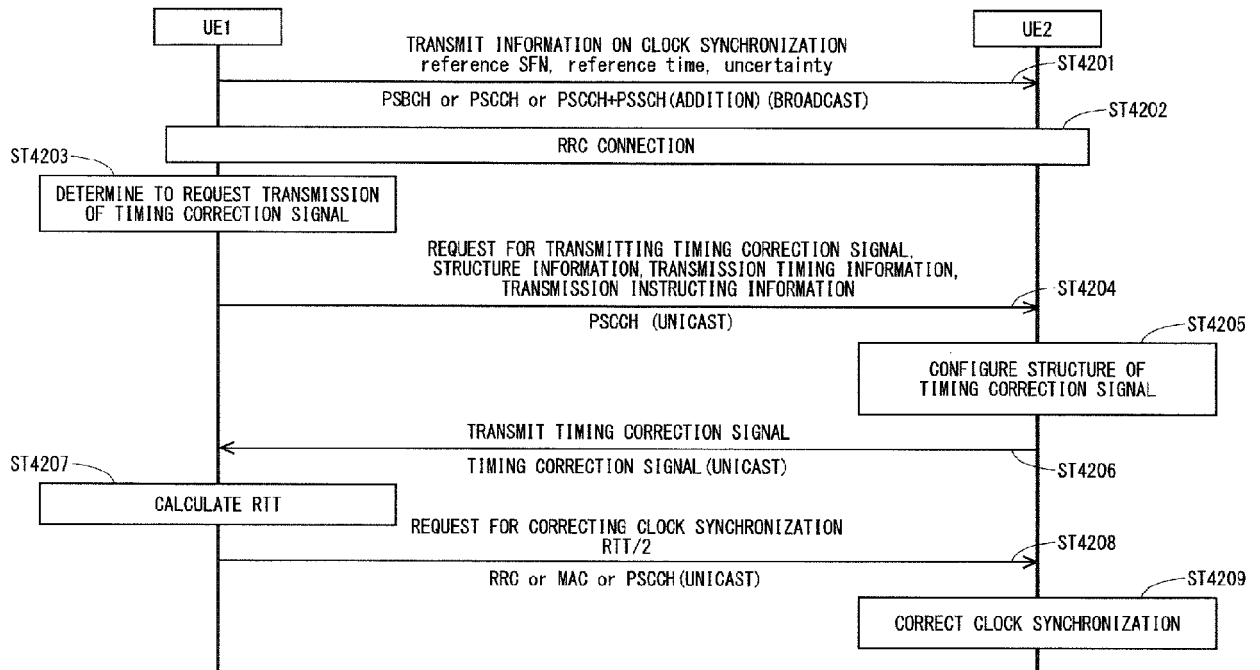 UE1
UE2
TRANSMIT INFORMATION ON CLOCK SYNCHRONIZATION
reference SFN, reference time, uncertainty
ST4201
PSBCH or PSCCH or PSCCH+PSSCH(ADDITION)(BROADCAST)
ST4202
RRC CONNECTION
ST4203
DETERMINE TO REQUEST TRANSMISSION
OF TIMING CORRECTION SIGNAL
REQUEST FOR TRANSMITTING TIMING CORRECTION SIGNAL,
STRUCTURE INFORMATION, TRANSMISSION TIMING INFORMATION,
TRANSMISSION INSTRUCTING INFORMATION
ST4204
PSCCH (UNICAST)
ST4205
CONFIGURE STRUCTURE OF
TIMING CORRECTION SIGNAL
TRANSMIT TIMING CORRECTION SIGNAL
TIMING CORRECTION SIGNAL(UNICAST)
ST4206
ST4207
CALCULATE RTT
REQUEST FOR CORRECTING CLOCK SYNCHRONIZATION
RTT/2
ST4208
RRC or MAC or PSCCH(UNICAST)
ST4209
CORRECT CLOCK SYNCHRONIZATION